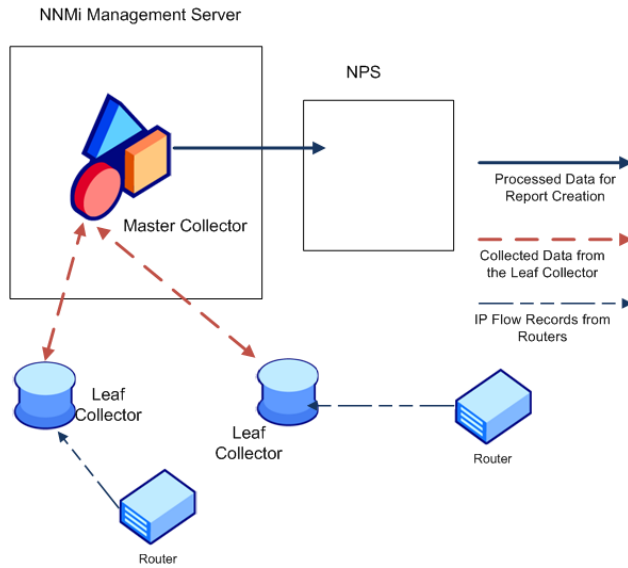 NNMi Management Server
NPS
Master Collector
Processed Data for
Report Creation
Collected Data from
the Leaf Collector
IP Flow Records from
Routers
Leaf
Collector
Leaf
Collector
Router
Router